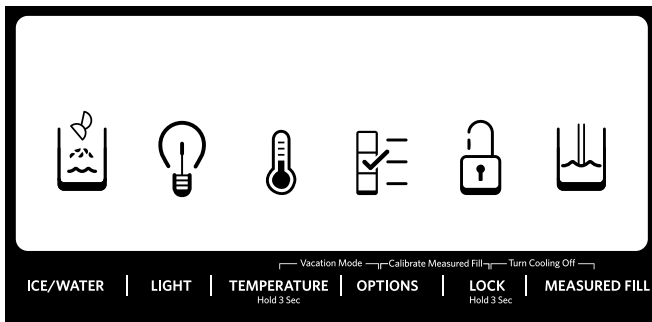 Vacation Mode Calibrate Measured Fill Turn Cooling Off
ICE/WATER LIGHT TEMPERATURE OPTIONS LOCK MEASURED FILL
Hold 3 Sec Hold 3 Sec